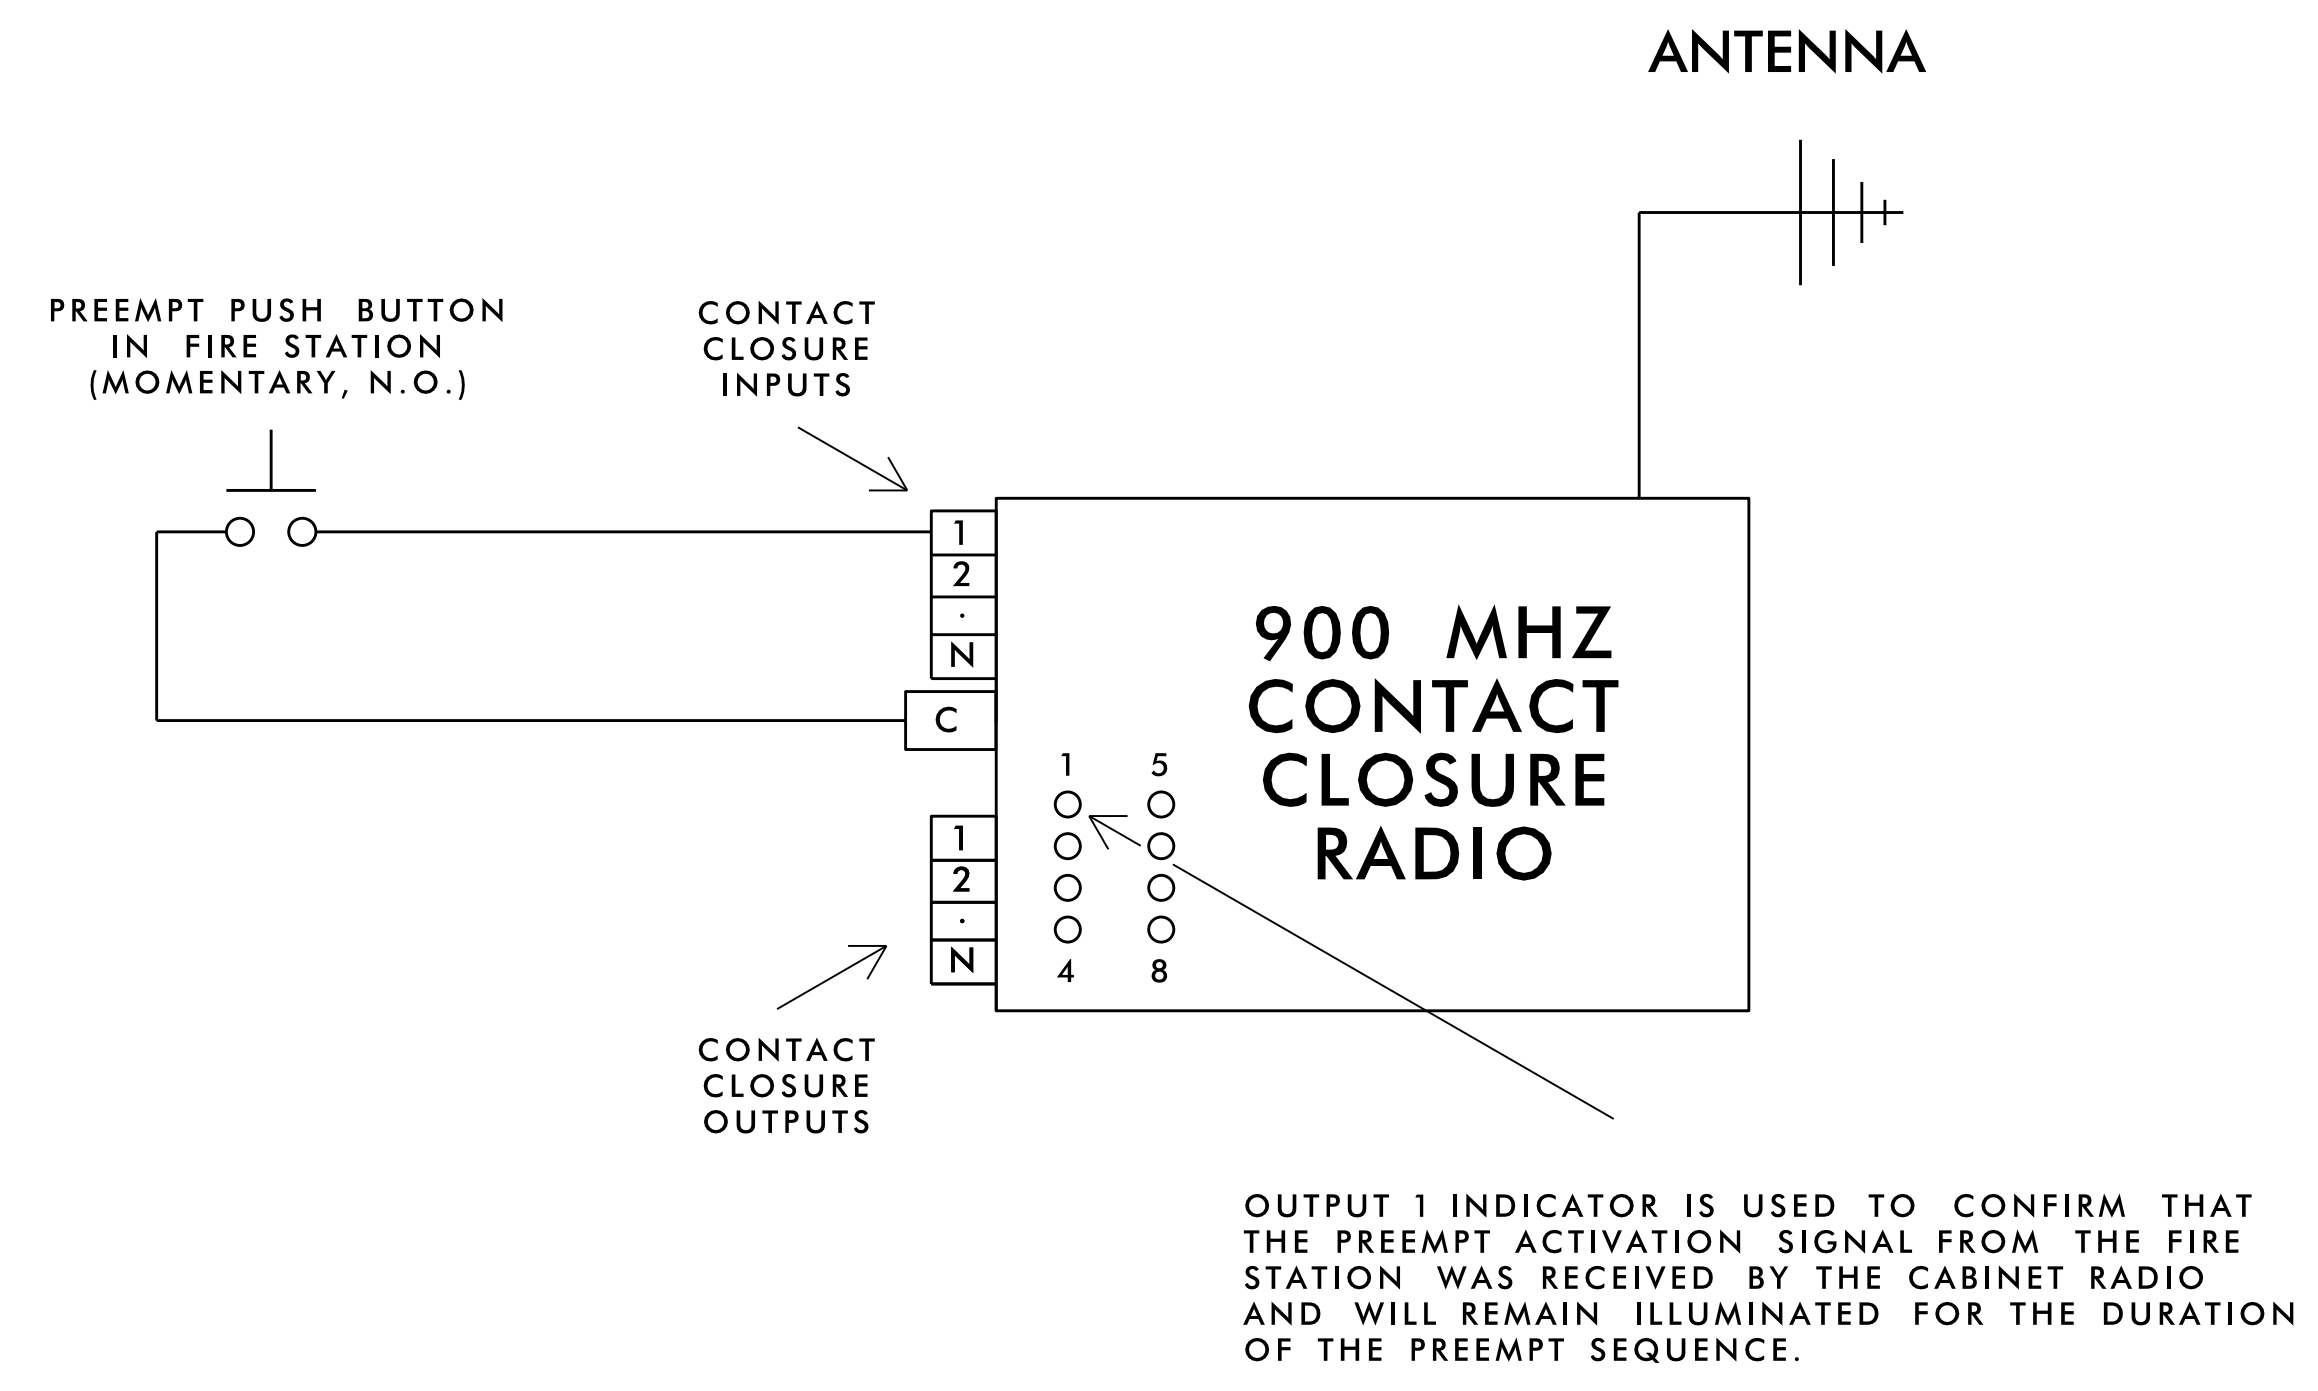 ANTENNA
PREEMPT PUSH BUTTON
IN FIRE STATION
(MOMENTARY, N.O.)
CONTACT
CLOSURE
INPUTS
1
2
.
N
C
900 MHZ
CONTACT
CLOSURE
RADIO
1 5
4 8
1
2
.
N
CONTACT
CLOSURE
OUTPUTS
OUTPUT 1 INDICATOR IS USED TO CONFIRM THAT
THE PREEMPT ACTIVATION SIGNAL FROM THE FIRE
STATION WAS RECEIVED BY THE CABINET RADIO
AND WILL REMAIN ILLUMINATED FOR THE DURATION
OF THE PREEMPT SEQUENCE.